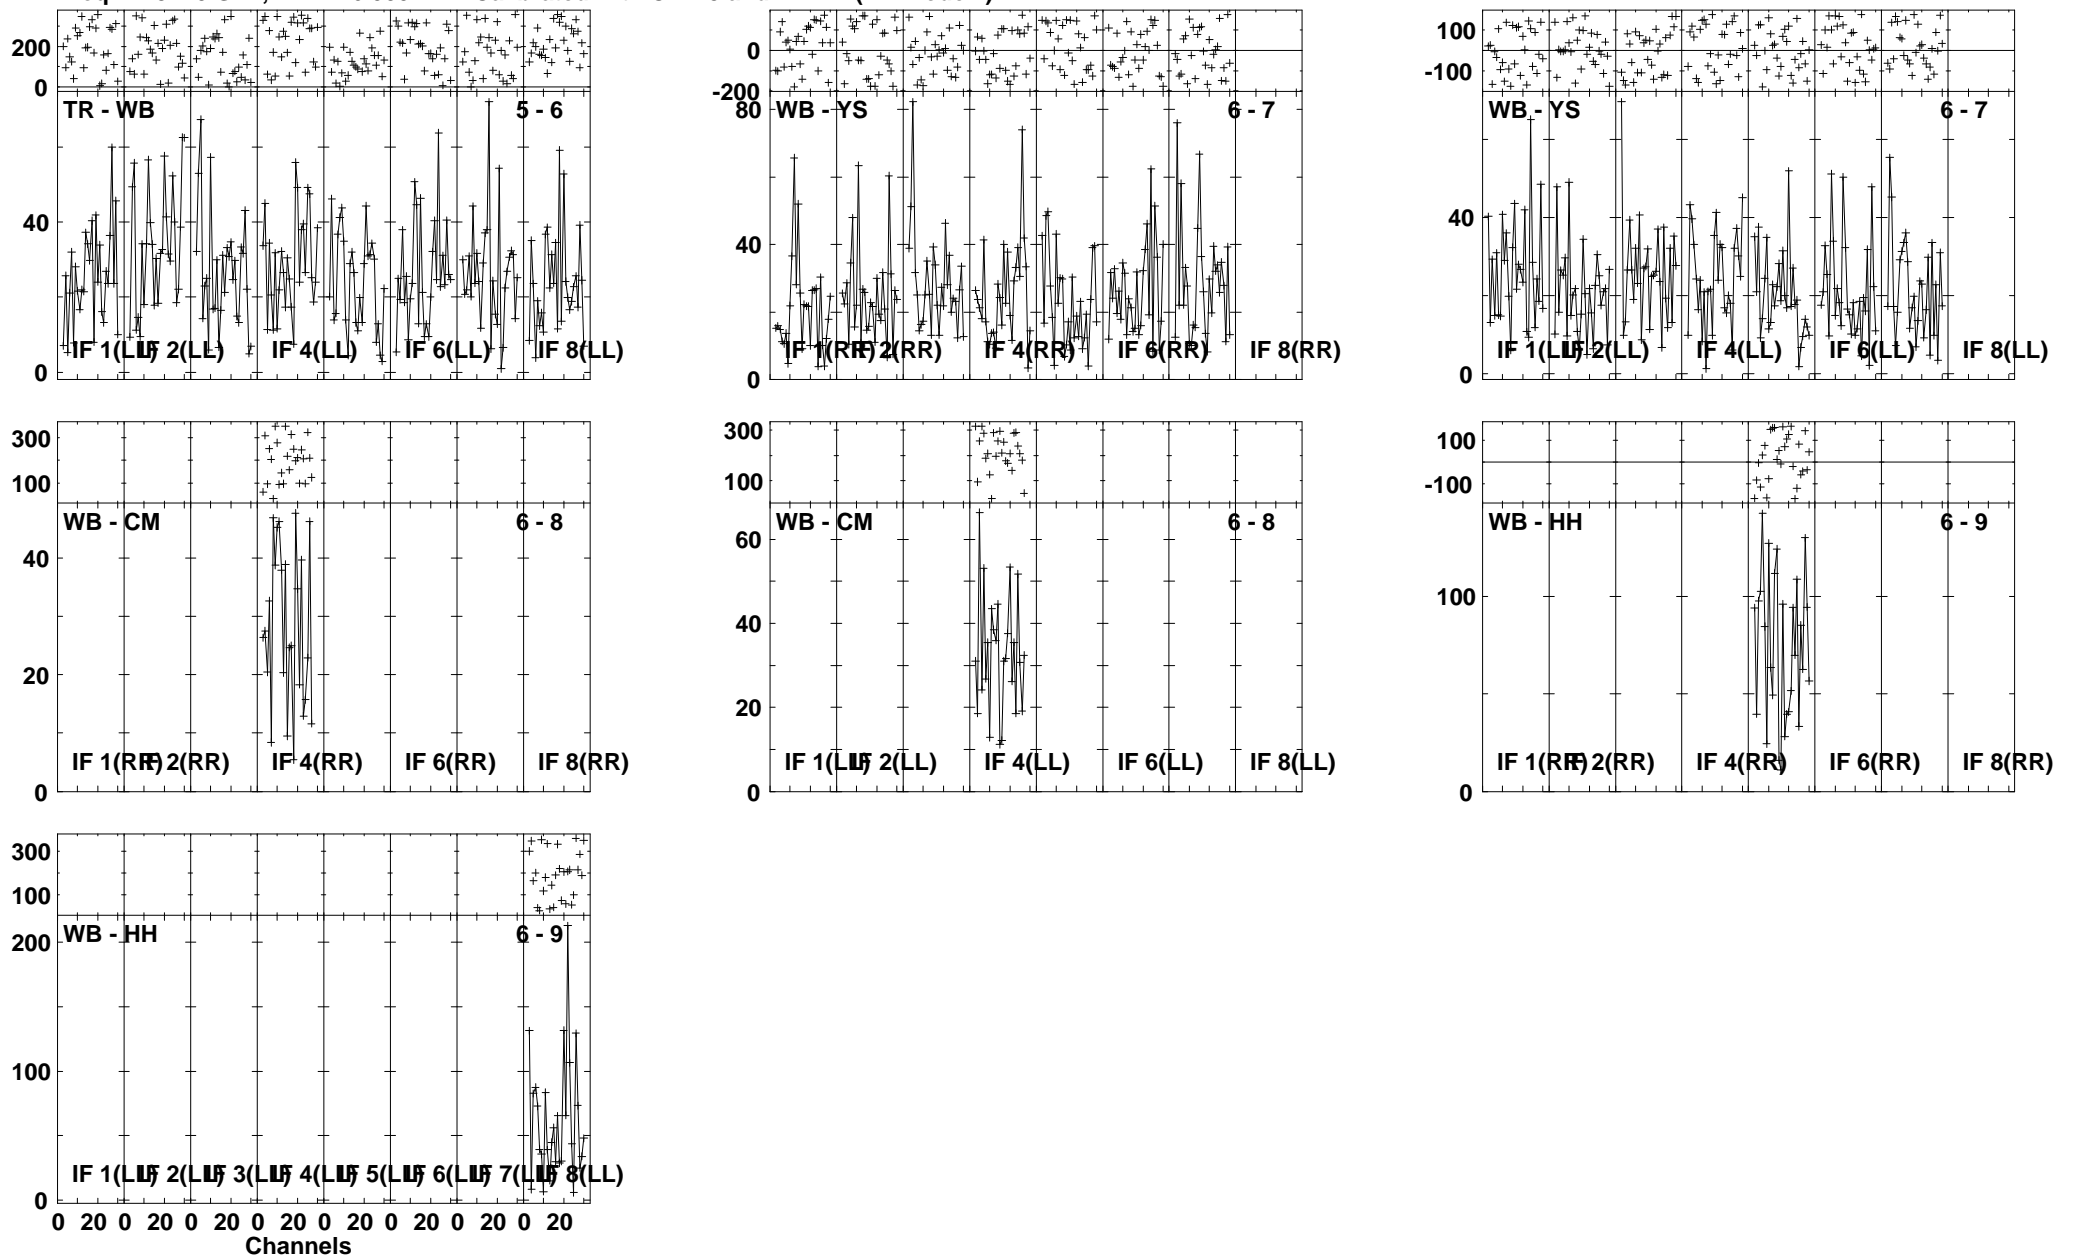 200
0
TR - WB 5 - 6
40
0
IF 1(LL) IF 2(LL) IF 4(LL) IF 6(LL) IF 8(LL)
0
-200
80
WB - YS 6 - 7
40
0
IF 1(RR) IF 2(RR) IF 4(RR) IF 6(RR) IF 8(RR)
100
-100
WB - YS 6 - 7
40
0
IF 1(LL) IF 2(LL) IF 4(LL) IF 6(LL) IF 8(LL)
300
100
WB - CM 6 - 8
40
20
0
IF 1(RR) IF 2(RR) IF 4(RR) IF 6(RR) IF 8(RR)
300
100
WB - CM 6 - 8
60
40
20
0
IF 1(LL) IF 2(LL) IF 4(LL) IF 6(LL) IF 8(LL)
100
-100
WB - HH 6 - 9
100
0
IF 1(RR) IF 2(RR) IF 4(RR) IF 6(RR) IF 8(RR)
300
100
WB - HH 6 - 9
200
100
0
IF 1(LL) IF 2(LL) IF 3(LL) IF 4(LL) IF 5(LL) IF 6(LL) IF 7(LL) IF 8(LL)
0 20 0 20 0 20 0 20 0 20 0 20 0 20 0 20
Channels